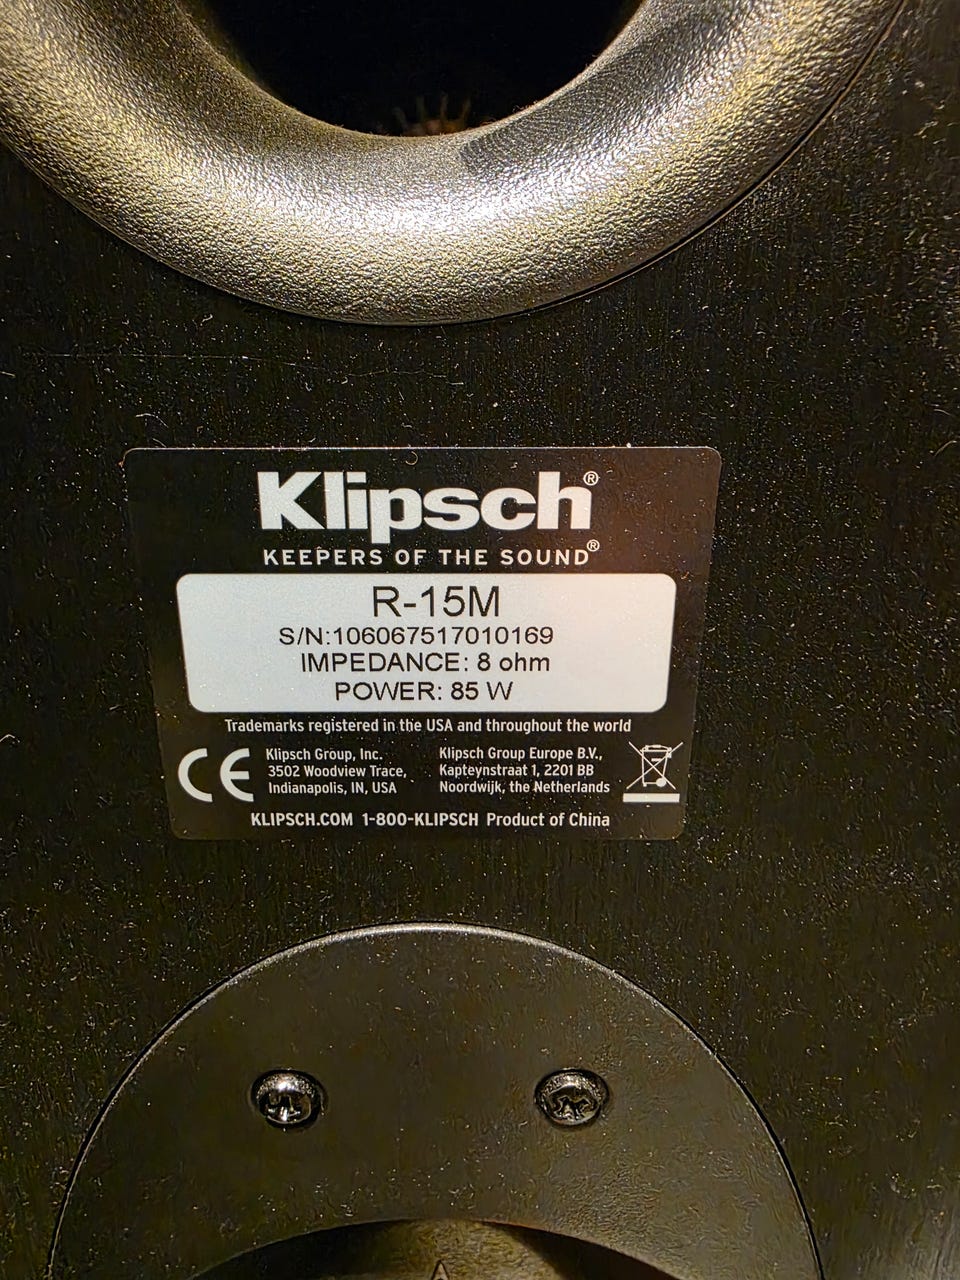 Klipsch®
KEEPERS OF THE SOUND®
R-15M
S/N:106067517010169
IMPEDANCE: 8 ohm
POWER: 85 W
Trademarks registered in the USA and throughout the world
CE
Klipsch Group, Inc.
3502 Woodview Trace,
Indianapolis, IN, USA
Klipsch Group Europe B.V.,
Kapteynstraat 1, 2201 BB
Noordwijk, the Netherlands
KLIPSCH.COM 1-800-KLIPSCH Product of China